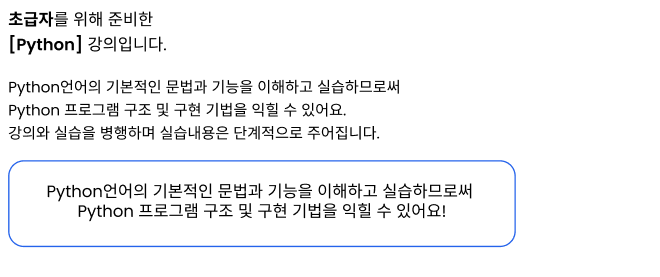 초급자를 위해 준비한
[Python] 강의입니다.
Python언어의 기본적인 문법과 기능을 이해하고 실습하므로써
Python 프로그램 구조 및 구현 기법을 익힐 수 있어요.
강의와 실습을 병행하며 실습내용은 단계적으로 주어집니다.
Python언어의 기본적인 문법과 기능을 이해하고 실습하므로써
Python 프로그램 구조 및 구현 기법을 익힐 수 있어요!